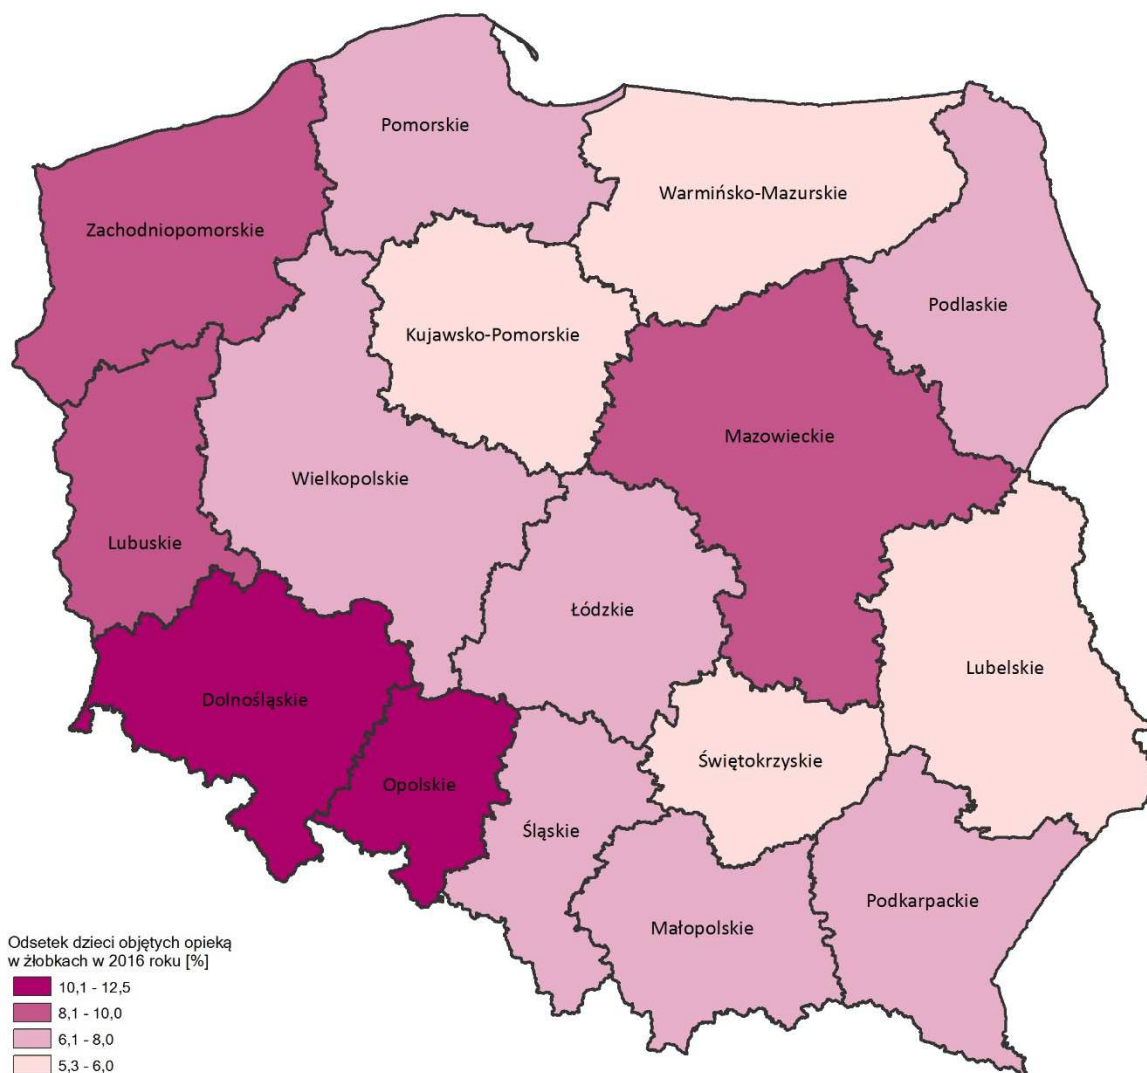 Pomorskie
Warmińsko-Mazurskie
Zachodniopomorskie
Podlaskie
Kujawsko-Pomorskie
Mazowieckie
Wielkopolskie
Lubuskie
Łódzkie
Lubelskie
Dolnośląskie
Świętokrzyskie
Opolskie
Śląskie
Podkarpackie
Małopolskie
Odsetek dzieci objętych opieką
w żłobkach w 2016 roku [%]
10,1 - 12,5
8,1 - 10,0
6,1 - 8,0
5,3 - 6,0